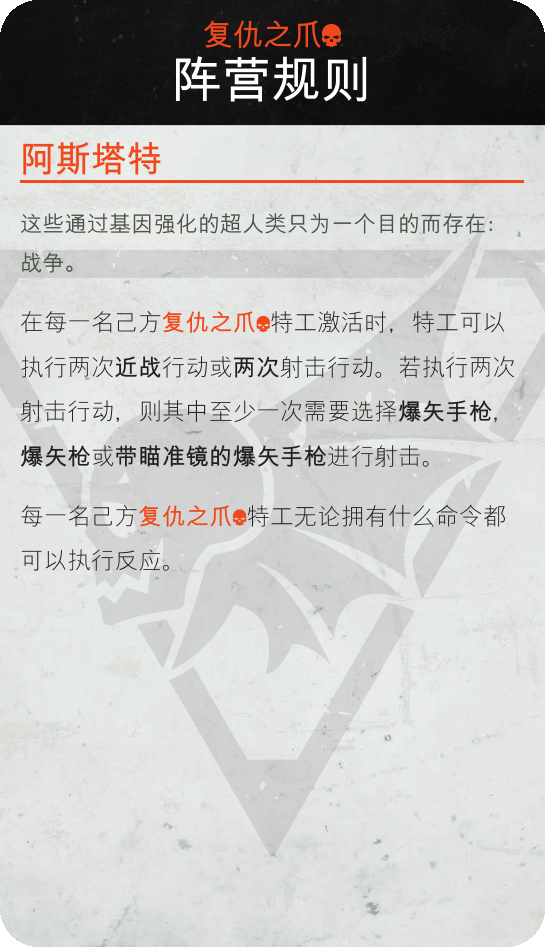 复仇之爪
阵营规则
阿斯塔特
这些通过基因强化的超人类只为一个目的而存在：
战争。
在每一名己方复仇之爪特工激活时，特工可以
执行两次近战行动或两次射击行动。若执行两次
射击行动，则其中至少一次需要选择爆矢手枪，
爆矢枪或带瞄准镜的爆矢手枪进行射击。
每一名己方复仇之爪特工无论拥有什么命令都
可以执行反应。